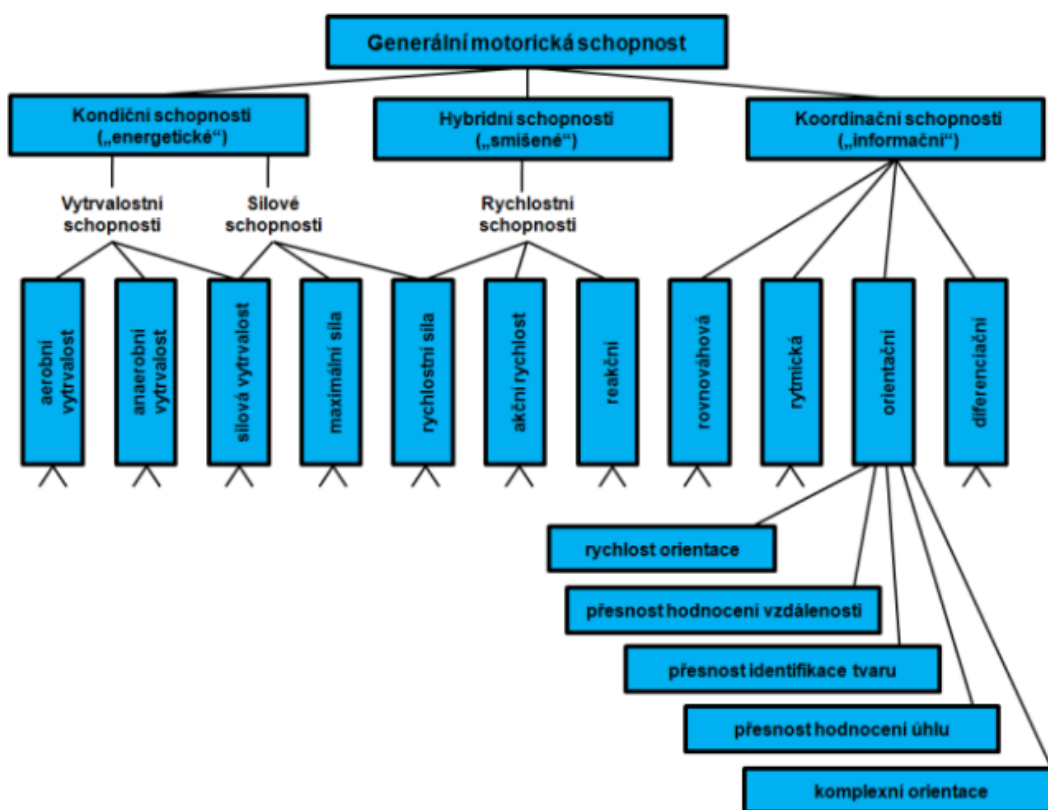 Generální motorická schopnost
Kondiční schopnosti
(„energetické“)
Hybridní schopnosti
(„smíšené“)
Koordinační schopnosti
(„informační“)
Vytrvalostní
schopnosti
Silové
schopnosti
Rychlostní
schopnosti
aerobní
vytrvalost
anaerobní
vytrvalost
silová vytrvalost
maximální síla
rychlostní síla
akční rychlost
reakční
rovnováhová
rytmická
orientační
diferenciační
rychlost orientace
přesnost hodnocení vzdálenosti
přesnost identifikace tvaru
přesnost hodnocení úhlu
komplexní orientace